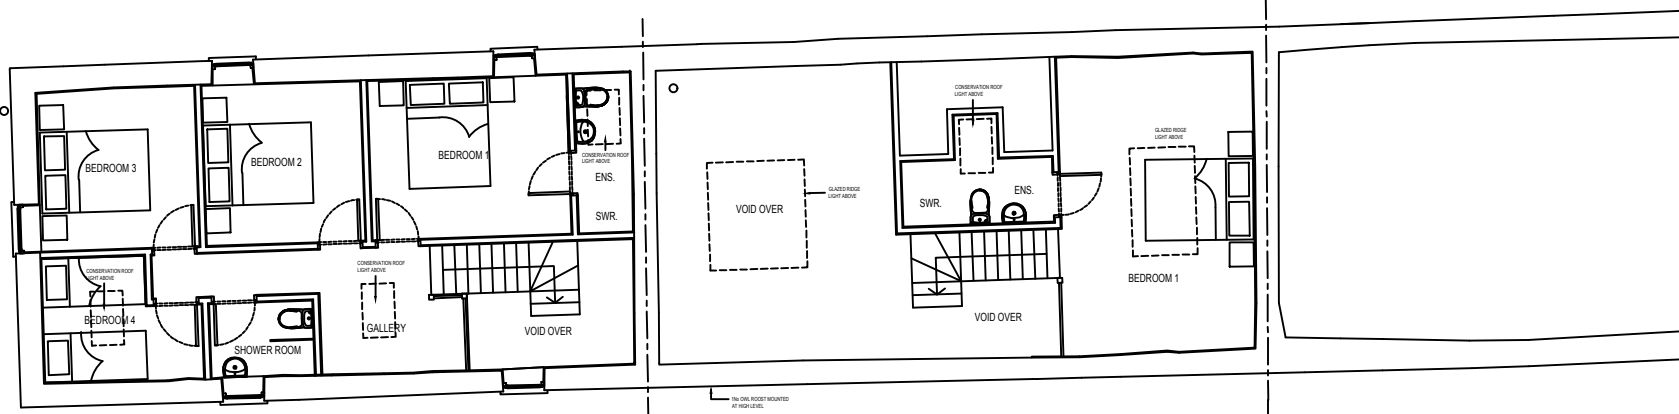 BEDROOM 3
BEDROOM 2
BEDROOM 1
CONSERVATION ROOF
LIGHT ABOVE
ENS.
SWR.
CONSERVATION ROOF
LIGHT ABOVE
BEDROOM 4
SHOWER ROOM
CONSERVATION ROOF
LIGHT ABOVE
GALLERY
VOID OVER
VOID OVER
GLAZED RIDGE
LIGHT ABOVE
CONSERVATION ROOF
LIGHT ABOVE
SWR.
ENS.
VOID OVER
GLAZED RIDGE
LIGHT ABOVE
BEDROOM 1
1No OWL ROOST MOUNTED
AT HIGH LEVEL